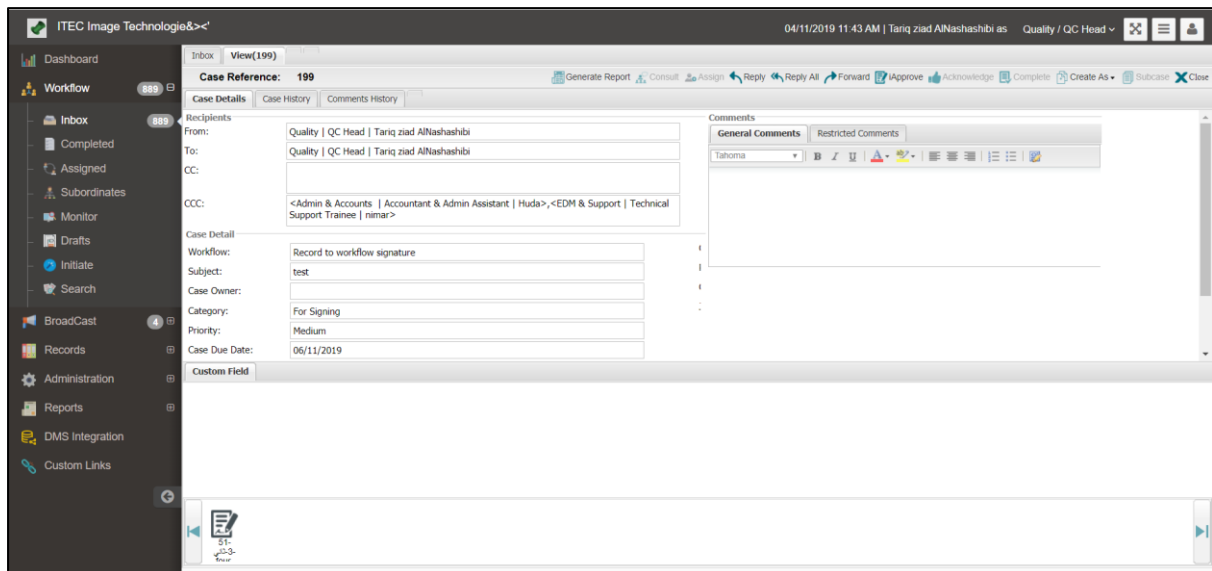 ITEC Image Technologie&><'
04/11/2019 11:43 AM | Tariq ziad AlNashashibi as Quality / QC Head
Dashboard
Workflow 889
Inbox 889
Completed
Assigned
Subordinates
Monitor
Drafts
Initiate
Search
BroadCast 4
Records
Administration
Reports
DMS Integration
Custom Links
Inbox View(199)
Case Reference: 199
Generate Report Consult Assign Reply Reply All Forward iApprove Acknowledge Complete Create As Subcase Close
Case Details Case History Comments History
Recipients
From: Quality | QC Head | Tariq ziad AlNashashibi
To: Quality | QC Head | Tariq ziad AlNashashibi
CC:
CCC: <Admin & Accounts | Accountant & Admin Assistant | Huda>,<EDM & Support | Technical
Support Trainee | nimar>
Case Detail
Workflow: Record to workflow signature
Subject: test
Case Owner:
Category: For Signing
Priority: Medium
Case Due Date: 06/11/2019
Comments
General Comments Restricted Comments
Tahoma B I U A
Custom Field
51-